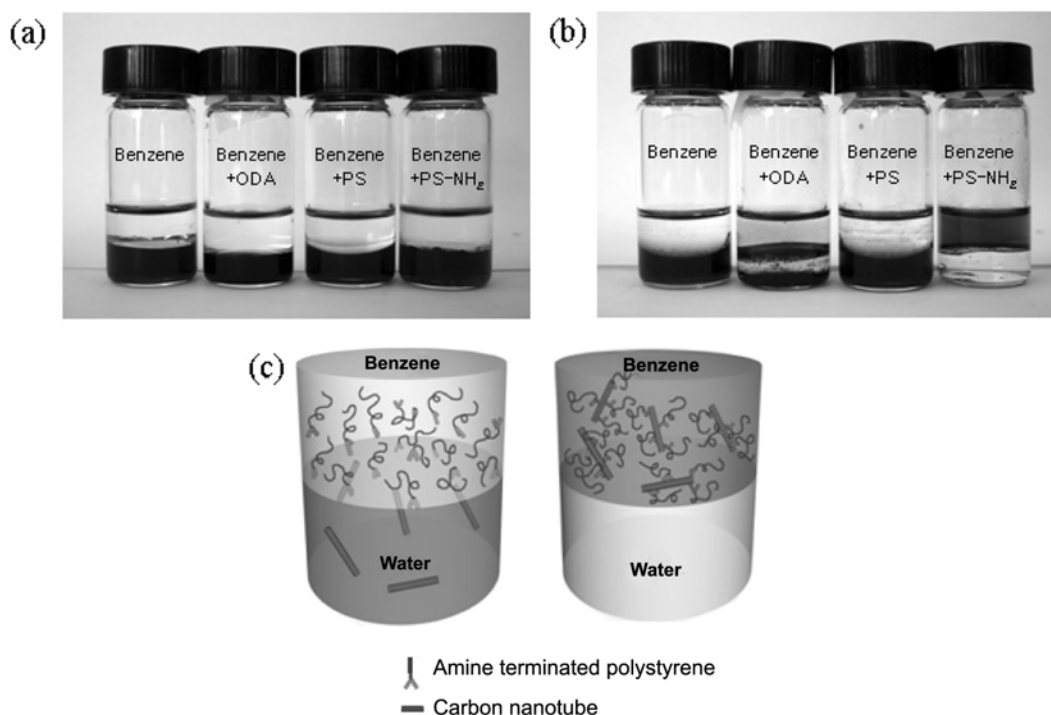 (a)
Benzene
Benzene
+ODA
Benzene
+PS
Benzene
+PS-NH₂
(b)
Benzene
Benzene
+ODA
Benzene
+PS
Benzene
+PS-NH₂
(c)
Benzene
Water
Benzene
Water
Amine terminated polystyrene
Carbon nanotube